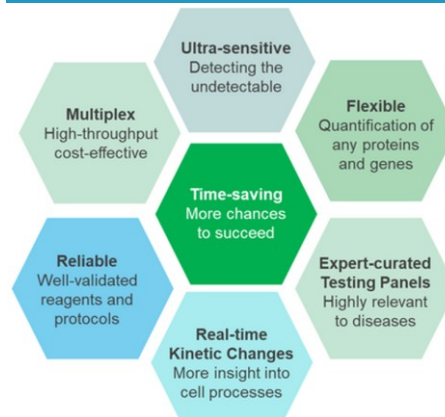 Ultra-sensitive
Detecting the
undetectable
Multiplex
High-throughput
cost-effective
Flexible
Quantification of
any proteins
and genes
Time-saving
More chances
to succeed
Reliable
Well-validated
reagents and
protocols
Expert-curated
Testing Panels
Highly relevant
to diseases
Real-time
Kinetic Changes
More insight into
cell processes